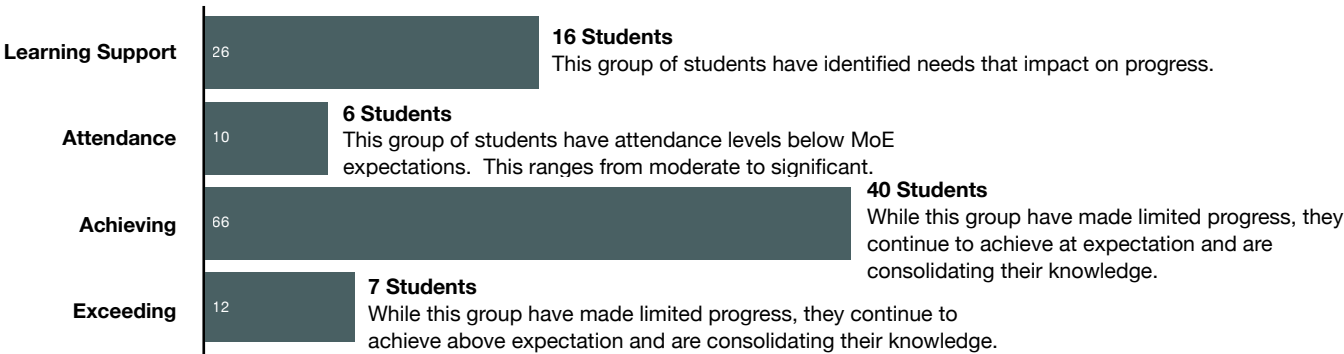 Learning Support
26
16 Students
This group of students have identified needs that impact on progress.
Attendance
10
6 Students
This group of students have attendance levels below MoE
expectations.  This ranges from moderate to significant.
Achieving
66
40 Students
While this group have made limited progress, they
continue to achieve at expectation and are
consolidating their knowledge.
Exceeding
12
7 Students
While this group have made limited progress, they continue to
achieve above expectation and are consolidating their knowledge.